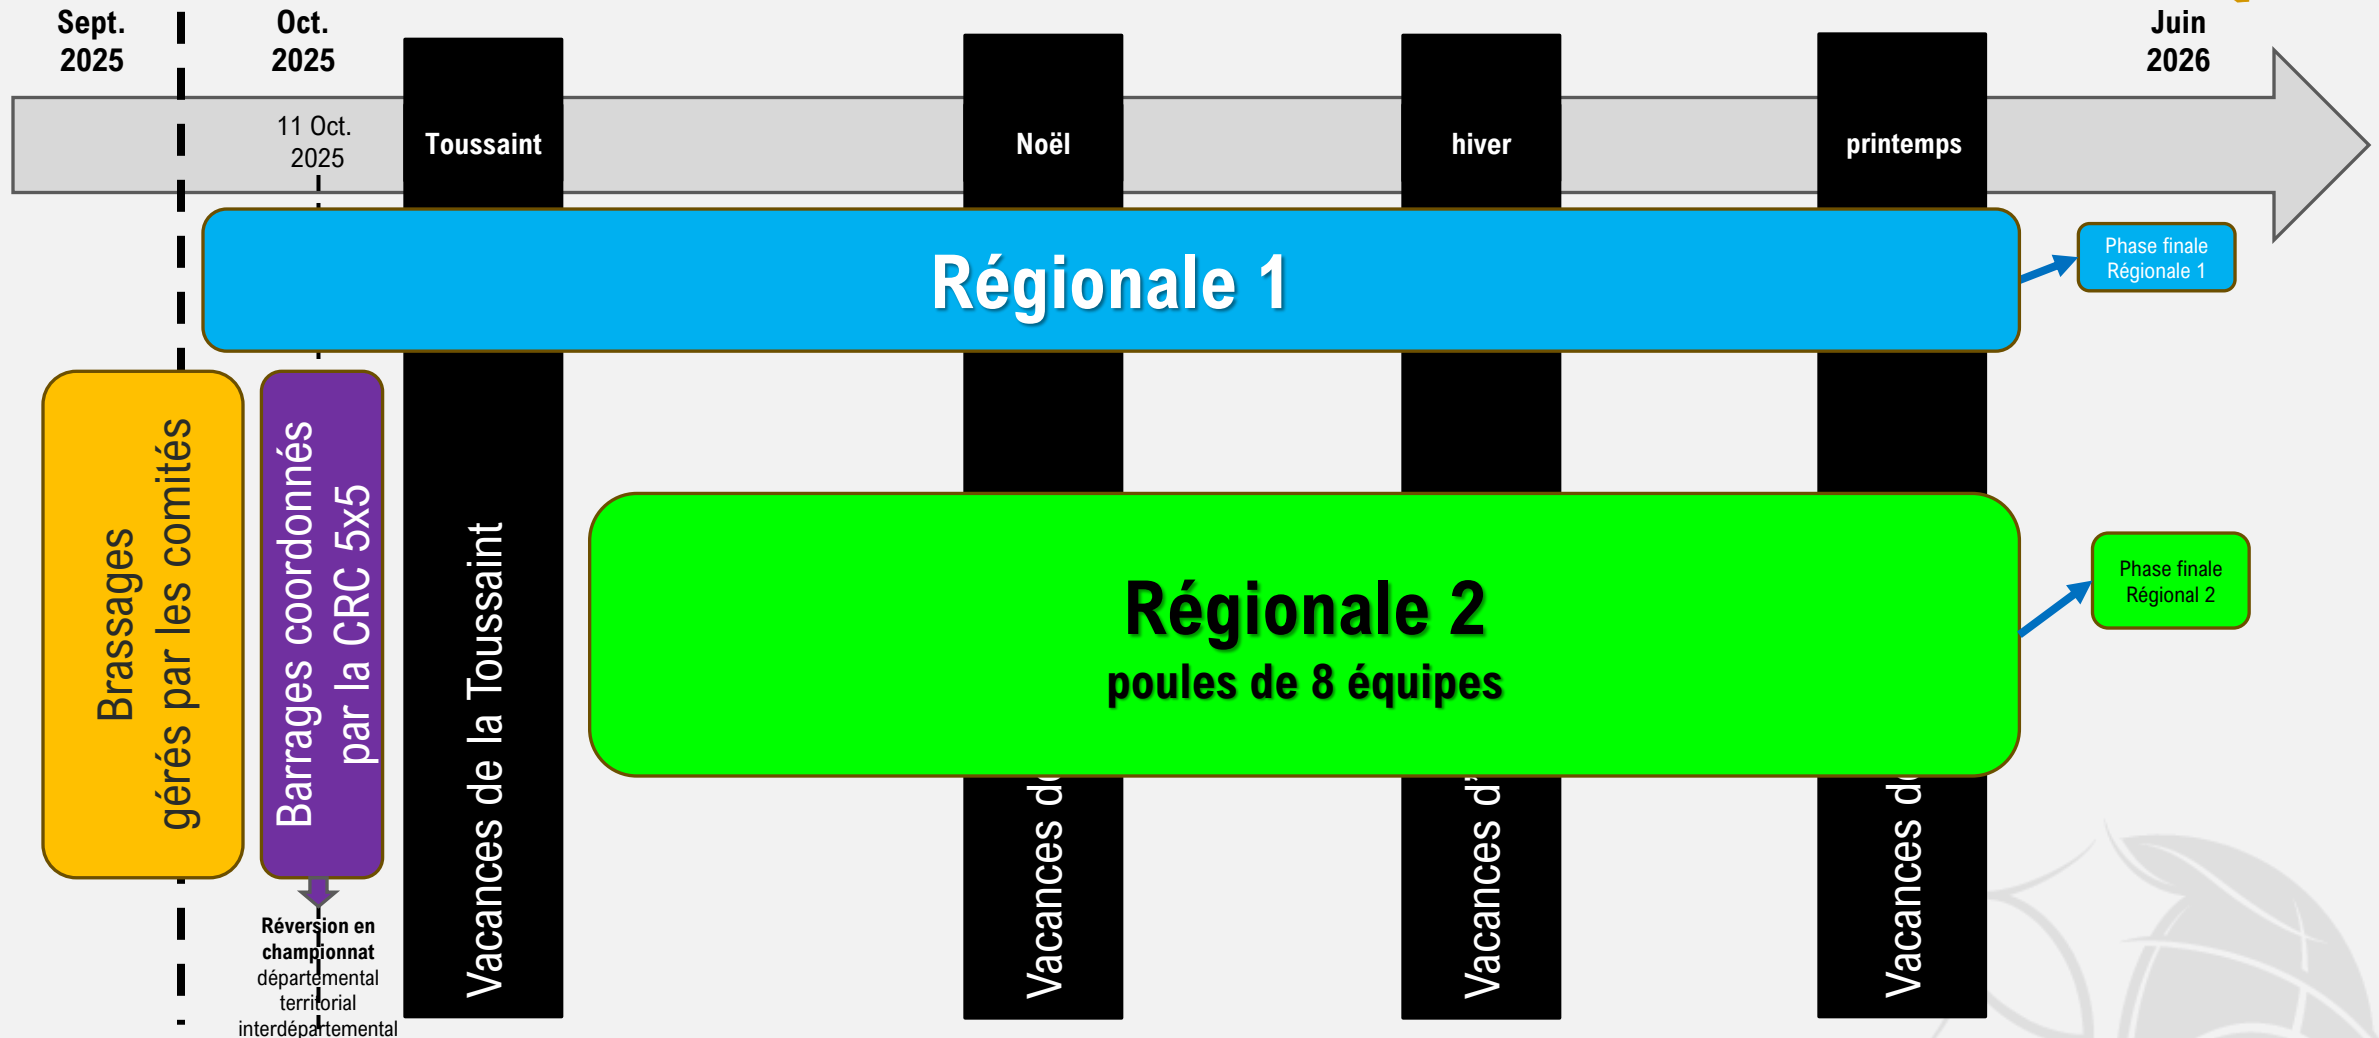 Sept.
2025
Oct.
2025
Juin
2026
11 Oct.
2025
Toussaint
Noël
hiver
printemps
Régionale 1
Phase finale
Régionale 1
Brassages
gérés par les comités
Barrages coordonnés
par la CRC 5x5
Vacances de la Toussaint
Régionale 2
poules de 8 équipes
Phase finale
Régional 2
Vacances
Vacances
Vacances
Réversion en
championnat
départemental
territorial
interdépartemental